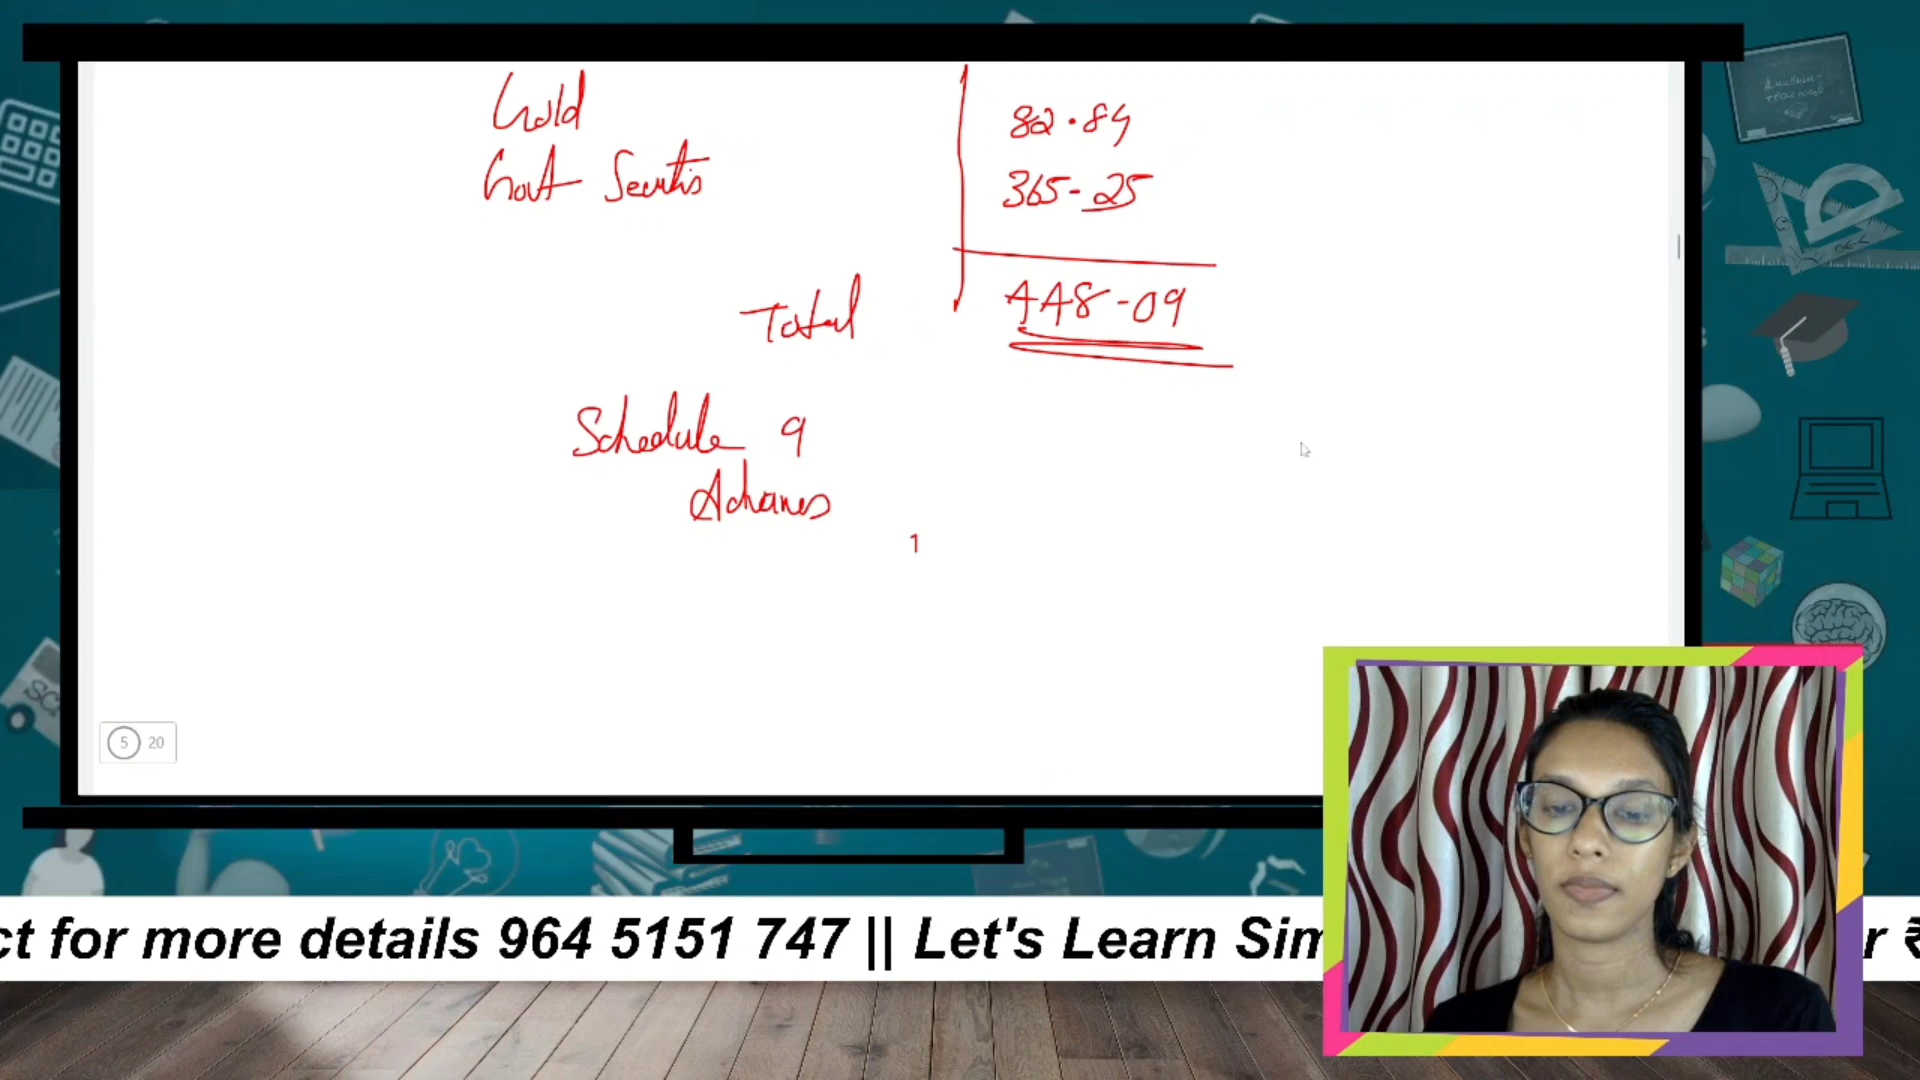 Gold 82.84
Govt Secutis 365-25
Total 448-09
Schedule 9
Advances
1
5 20
ct for more details 964 5151 747 || Let's Learn Sim r ₹